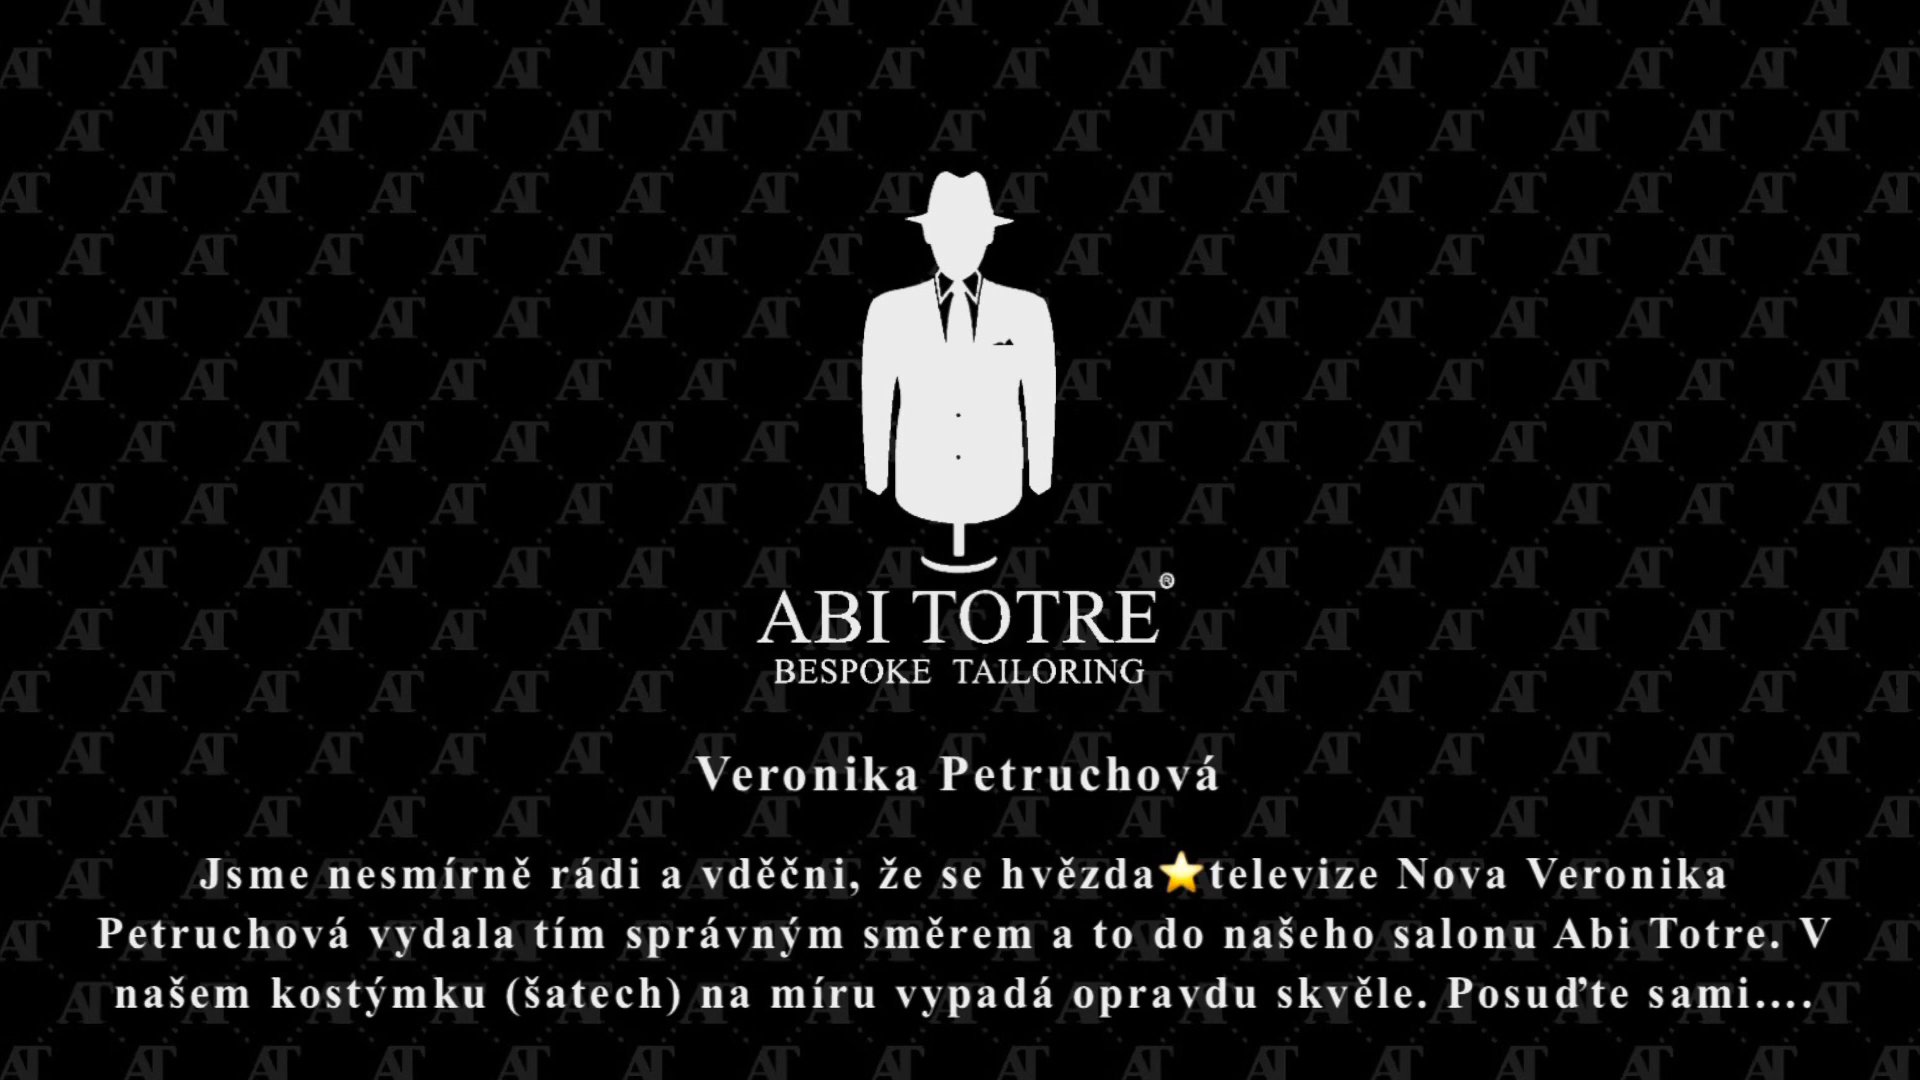 ABI TOTRE®
BESPOKE TAILORING
Veronika Petruchová
Jsme nesmírně rádi a vděčni, že se hvězda⭐televize Nova Veronika
Petruchová vydala tím správným směrem a to do našeho salonu Abi Totre. V
našem kostýmku (šatech) na míru vypadá opravdu skvěle. Posuďte sami....